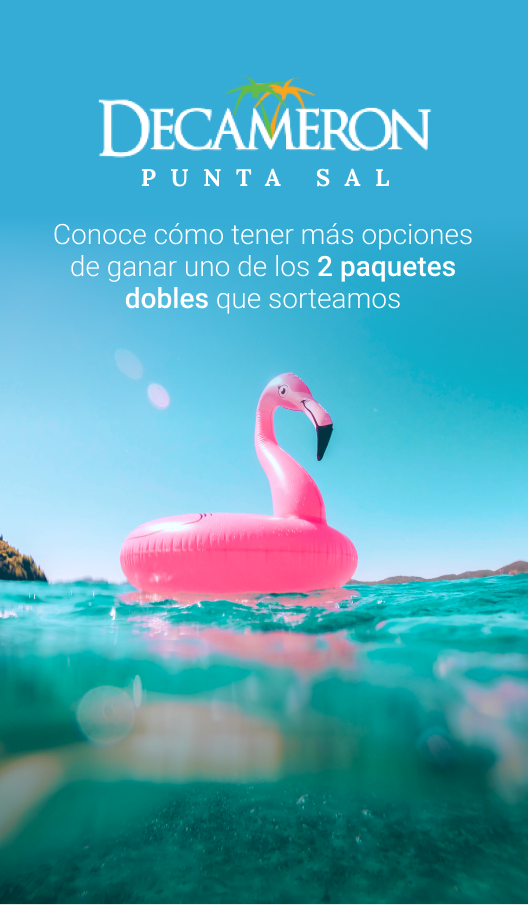 DECAMERON
PUNTA SAL
Conoce cómo tener más opciones
de ganar uno de los 2 paquetes
dobles que sorteamos